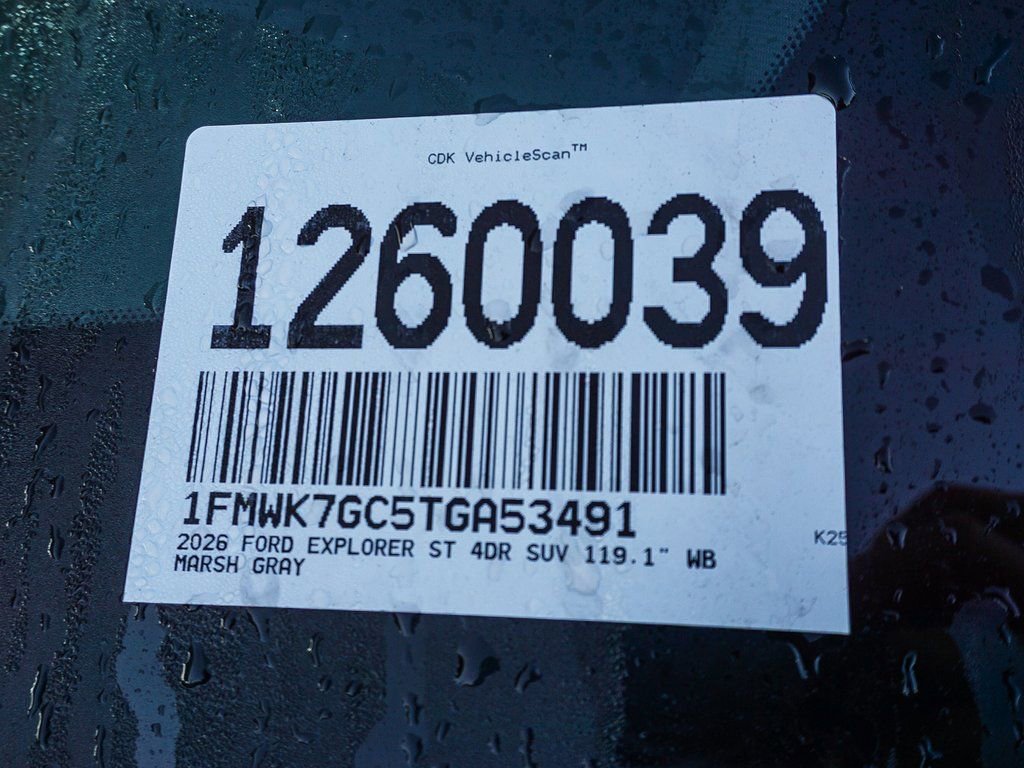 CDK VehicleScan™
1260039
1FMWK7GC5TGA53491
2026 FORD EXPLORER ST 4DR SUV 119.1" WB
MARSH GRAY
K25